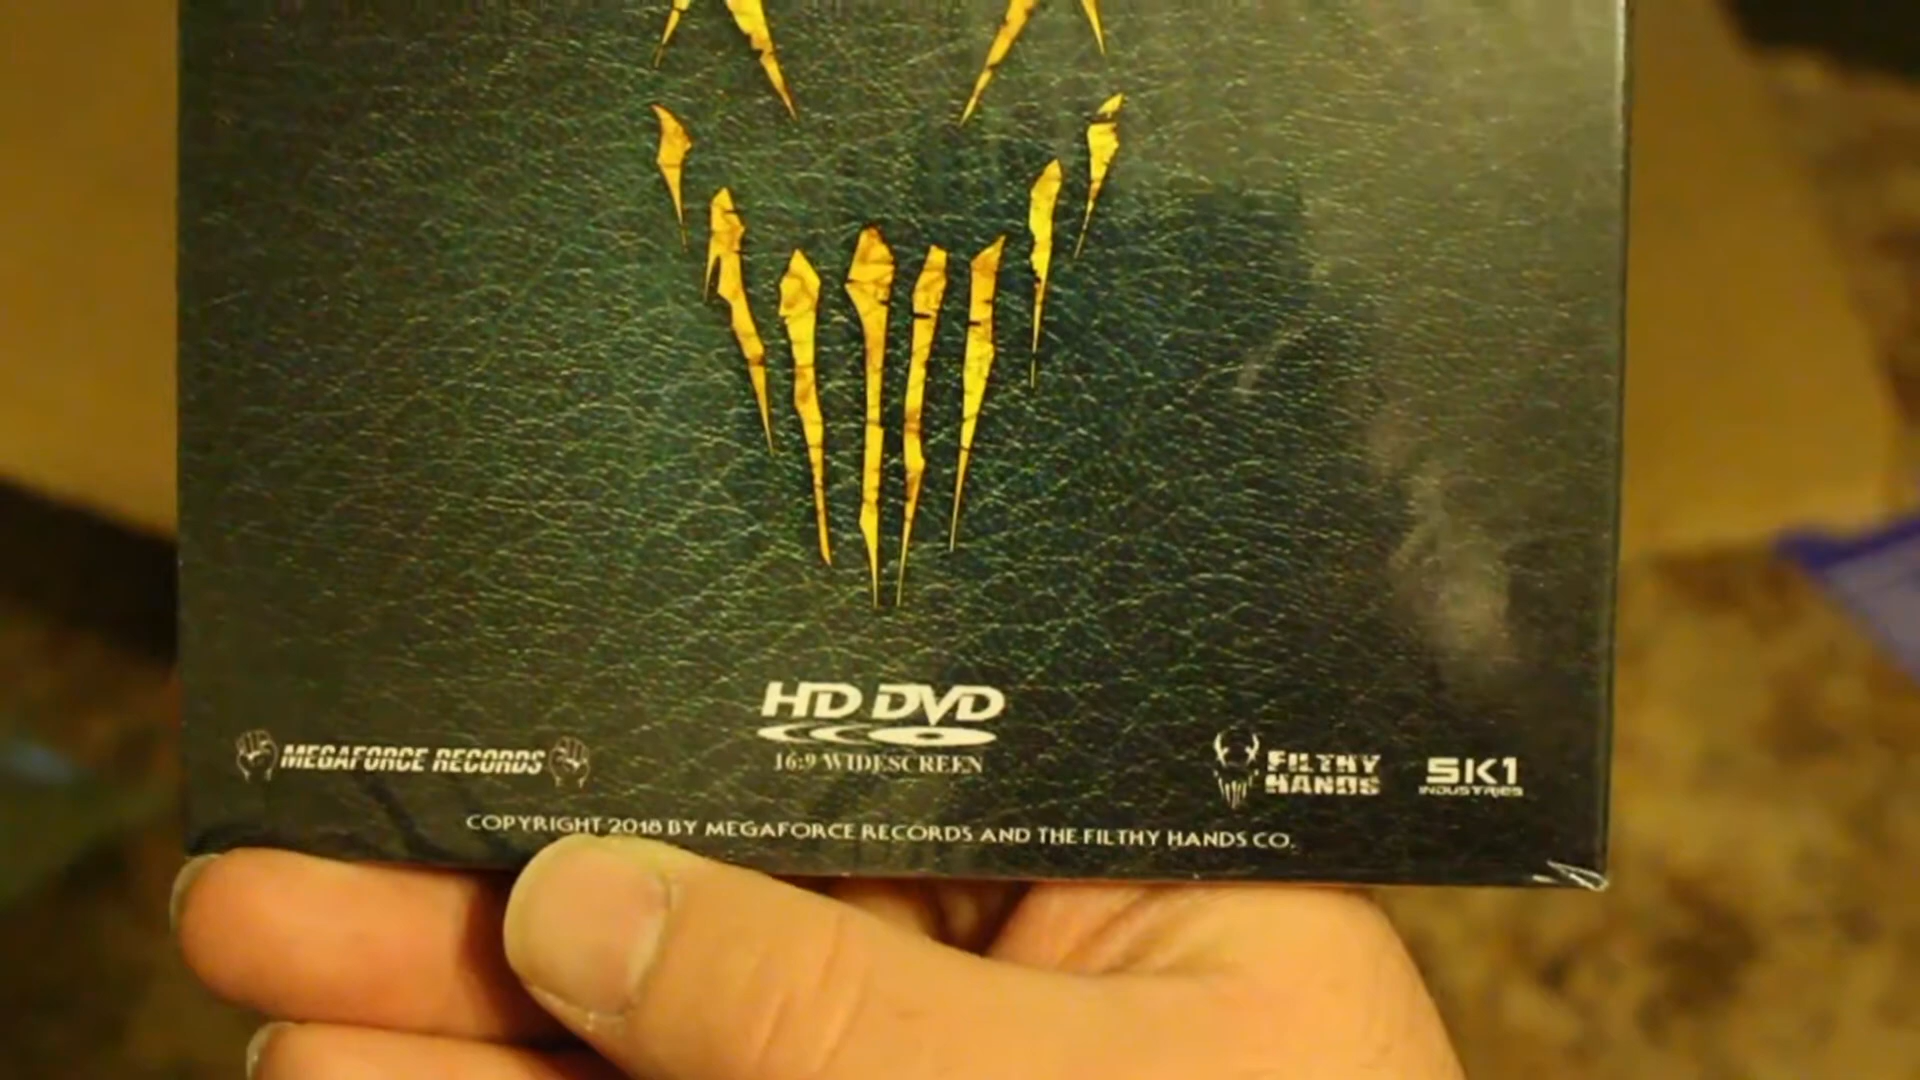 HD DVD
16:9 WIDESCREEN
MEGAFORCE RECORDS
FILTHY
HANDS
SK1
INDUSTRIES
COPYRIGHT 2018 BY MEGAFORCE RECORDS AND THE FILTHY HANDS CO.